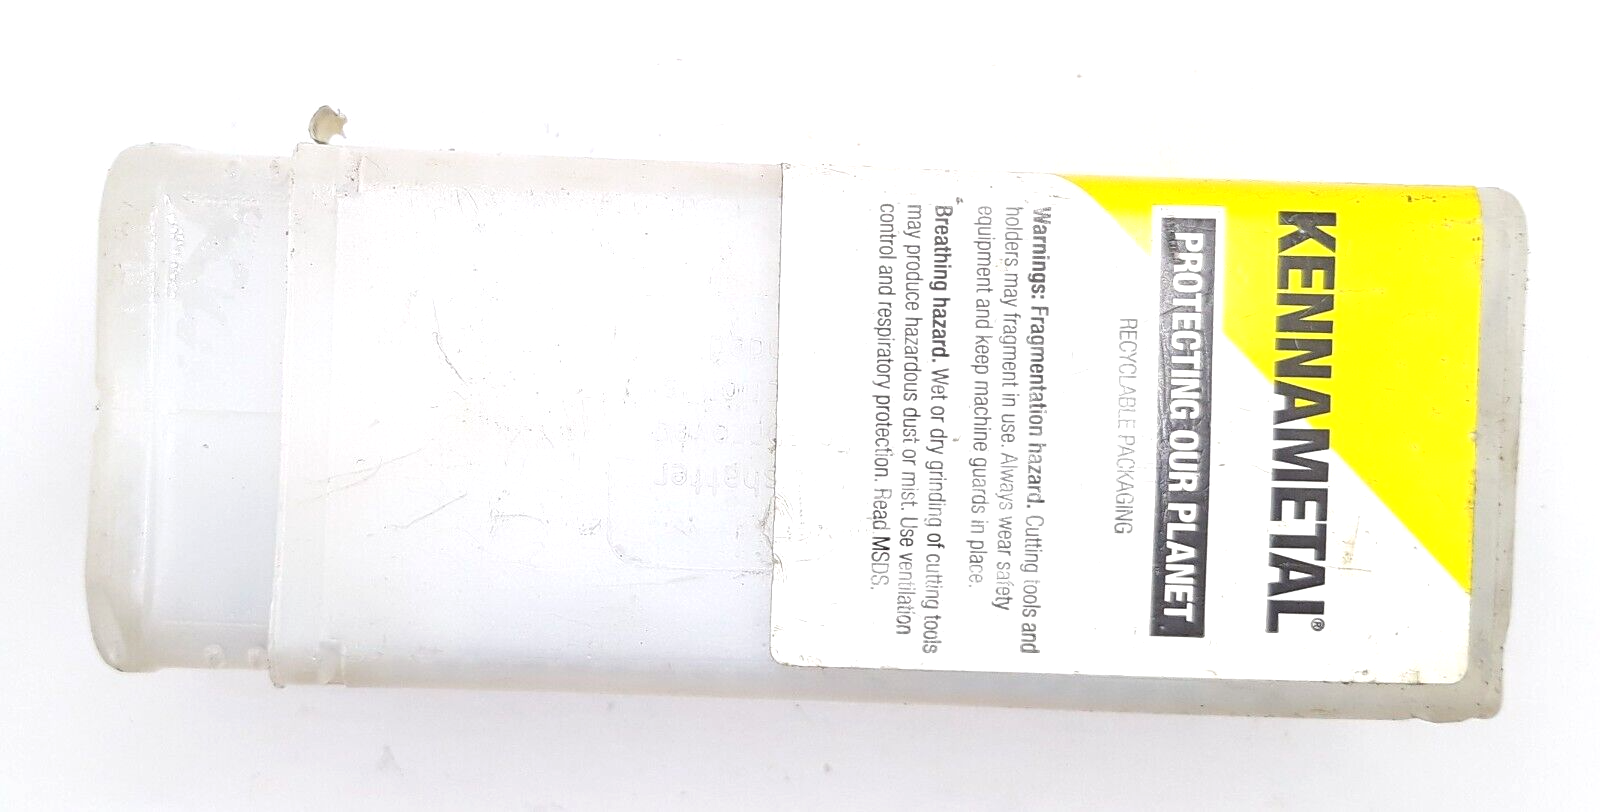 KENNAMETAL®
PROTECTING OUR PLANET
RECYCLABLE PACKAGING
Warnings: Fragmentation hazard. Cutting tools and
holders may fragment in use. Always wear safety
equipment and keep machine guards in place.
Breathing hazard. Wet or dry grinding of cutting tools
may produce hazardous dust or mist. Use ventilation
control and respiratory protection. Read MSDS.